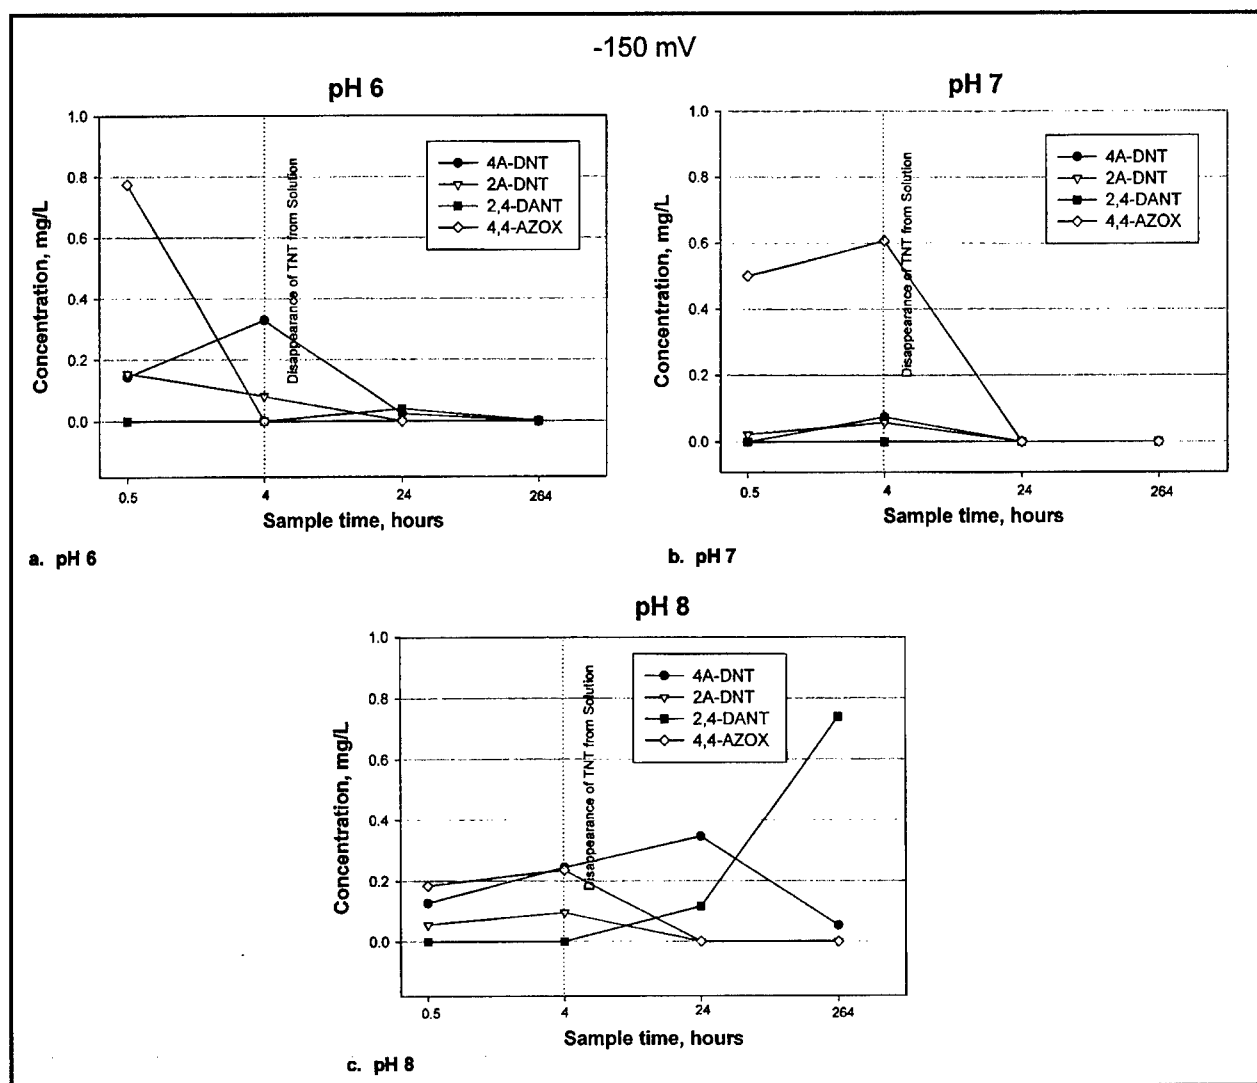 -150 mV
pH 6
1.0
0.8
0.6
0.4
0.2
0.0
Concentration, mg/L
4A-DNT
2A-DNT
2,4-DANT
4,4-AZOX
Disappearance of TNT from Solution
0.5
4
24
264
Sample time, hours
a. pH 6
pH 7
1.0
0.8
0.6
0.4
0.2
0.0
Concentration, mg/L
4A-DNT
2A-DNT
2,4-DANT
4,4-AZOX
Disappearance of TNT from Solution
0.5
4
24
264
Sample time, hours
b. pH 7
pH 8
1.0
0.8
0.6
0.4
0.2
0.0
Concentration, mg/L
4A-DNT
2A-DNT
2,4-DANT
4,4-AZOX
Disappearance of TNT from Solution
0.5
4
24
264
Sample time, hours
c. pH 8